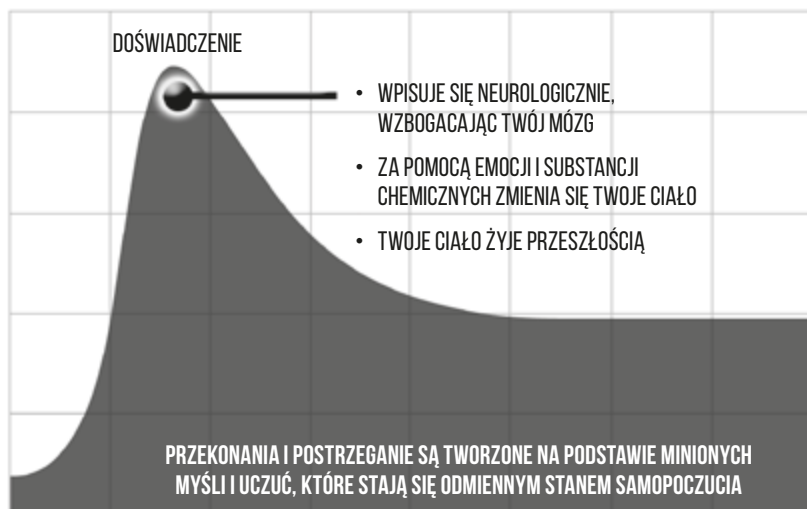 DOŚWIADCZENIE
• WPISUJE SIĘ NEUROLOGICZNIE,
WZBOGACAJĄC TWÓJ MÓZG
• ZA POMOCĄ EMOCJI I SUBSTANCJI
CHEMICZNYCH ZMIENIA SIĘ TWOJE CIAŁO
• TWOJE CIAŁO ŻYJE PRZESZŁOŚCIĄ
PRZEKONANIA I POSTRZEGANIE SĄ TWORZONE NA PODSTAWIE MINIONYCH
MYŚLI I UCZUĆ, KTÓRE STAJĄ SIĘ ODMIENNYM STANEM SAMOPOCZUCIA